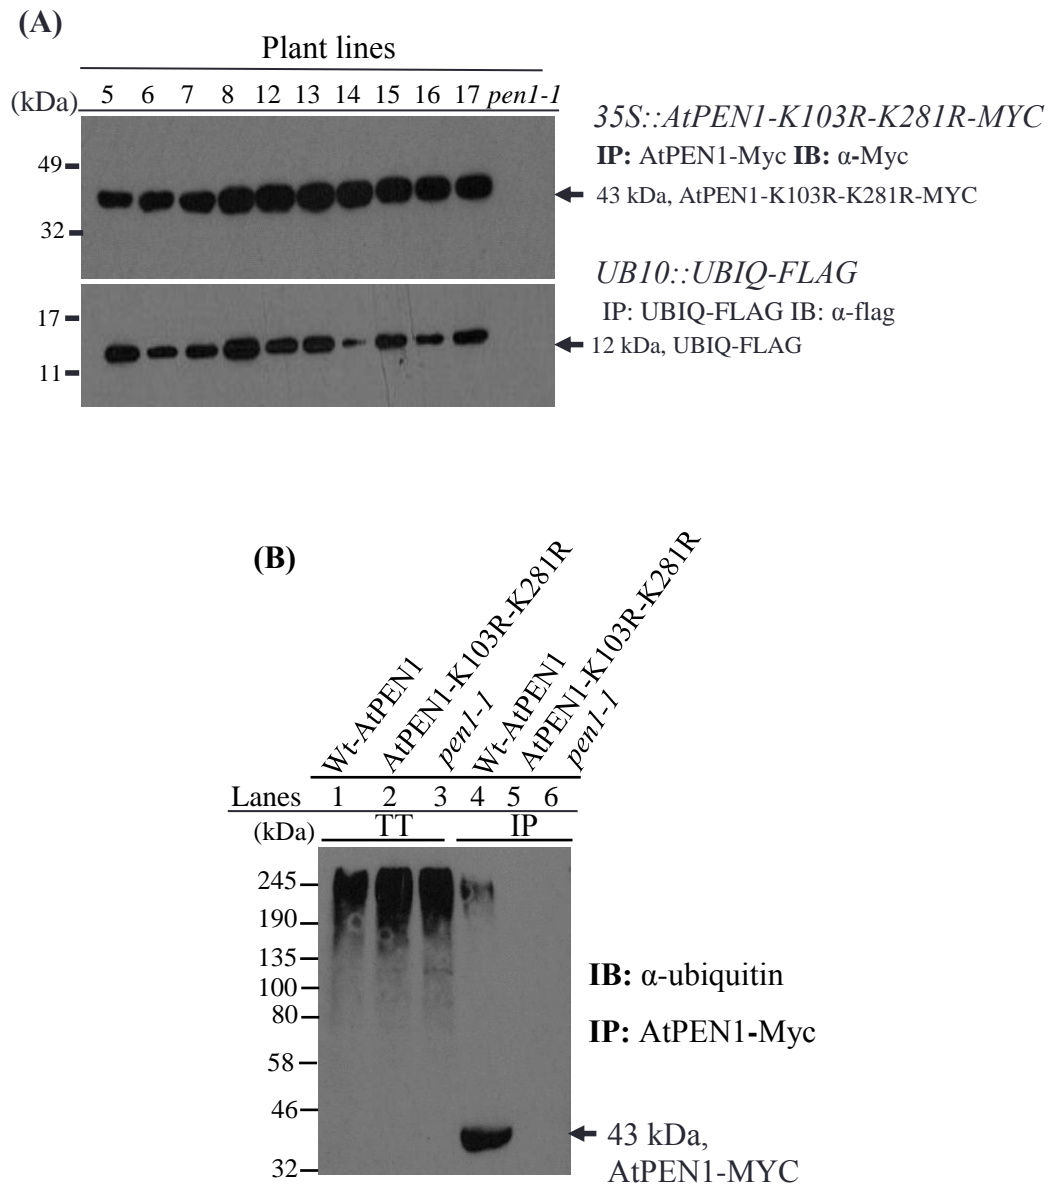 (A)
Plant lines
(kDa) 5 6 7 8 12 13 14 15 16 17 pen1-1
49
32
35S::AtPEN1-K103R-K281R-MYC
IP: AtPEN1-Myc IB: α-Myc
43 kDa, AtPEN1-K103R-K281R-MYC
17
11
UB10::UBIQ-FLAG
IP: UBIQ-FLAG IB: α-flag
12 kDa, UBIQ-FLAG
(B)
Wt-AtPEN1
AtPEN1-K103R-K281R
pen1-1
Wt-AtPEN1
AtPEN1-K103R-K281R
pen1-1
Lanes 1 2 3 4 5 6
(kDa) TT IP
245
190
135
100
80
58
46
32
IB: α-ubiquitin
IP: AtPEN1-Myc
43 kDa,
AtPEN1-MYC